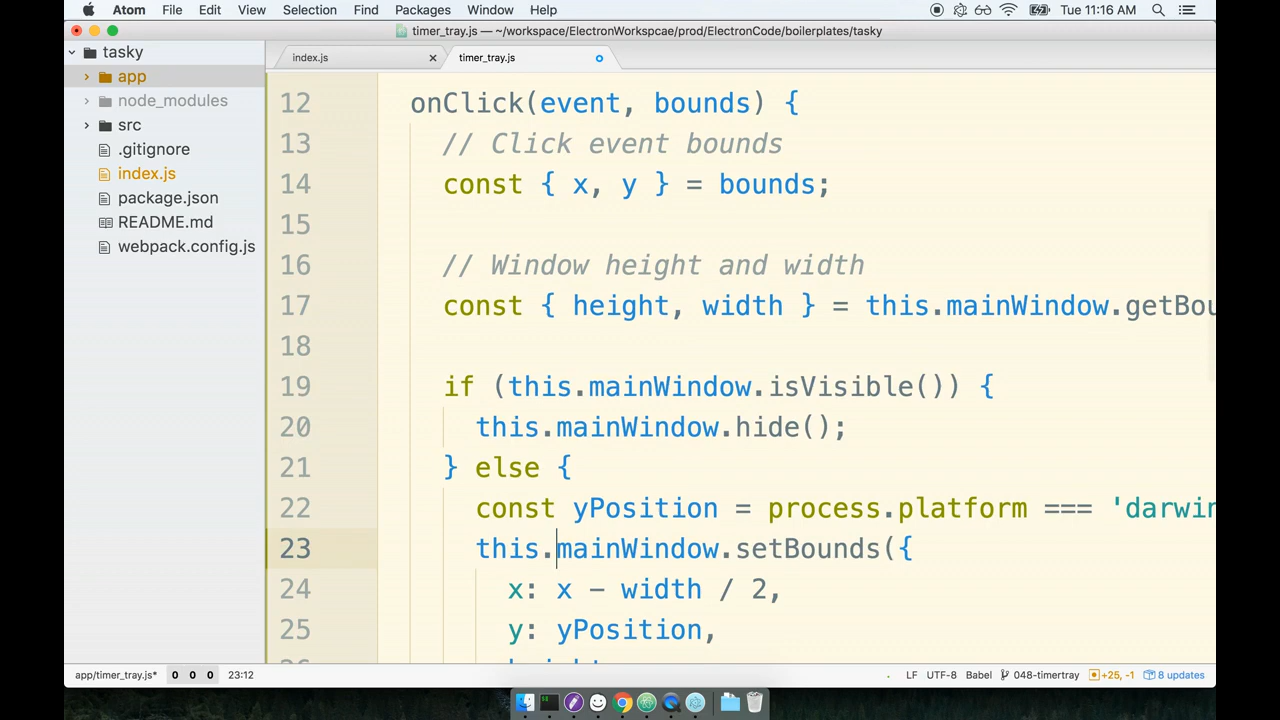 Atom File Edit View Selection Find Packages Window Help Tue 11:16 AM
timer_tray.js — ~/workspace/ElectronWorkspcae/prod/ElectronCode/boilerplates/tasky
tasky
app
node_modules
src
.gitignore
index.js
package.json
README.md
webpack.config.js
index.js timer_tray.js
12 onClick(event, bounds) {
13 // Click event bounds
14 const { x, y } = bounds;
15
16 // Window height and width
17 const { height, width } = this.mainWindow.getBou
18
19 if (this.mainWindow.isVisible()) {
20 this.mainWindow.hide();
21 } else {
22 const yPosition = process.platform === 'darwin
23 this.mainWindow.setBounds({
24 x: x - width / 2,
25 y: yPosition,
app/timer_tray.js* 0 0 0 23:12 LF UTF-8 Babel 048-timertray +25, -1 8 updates